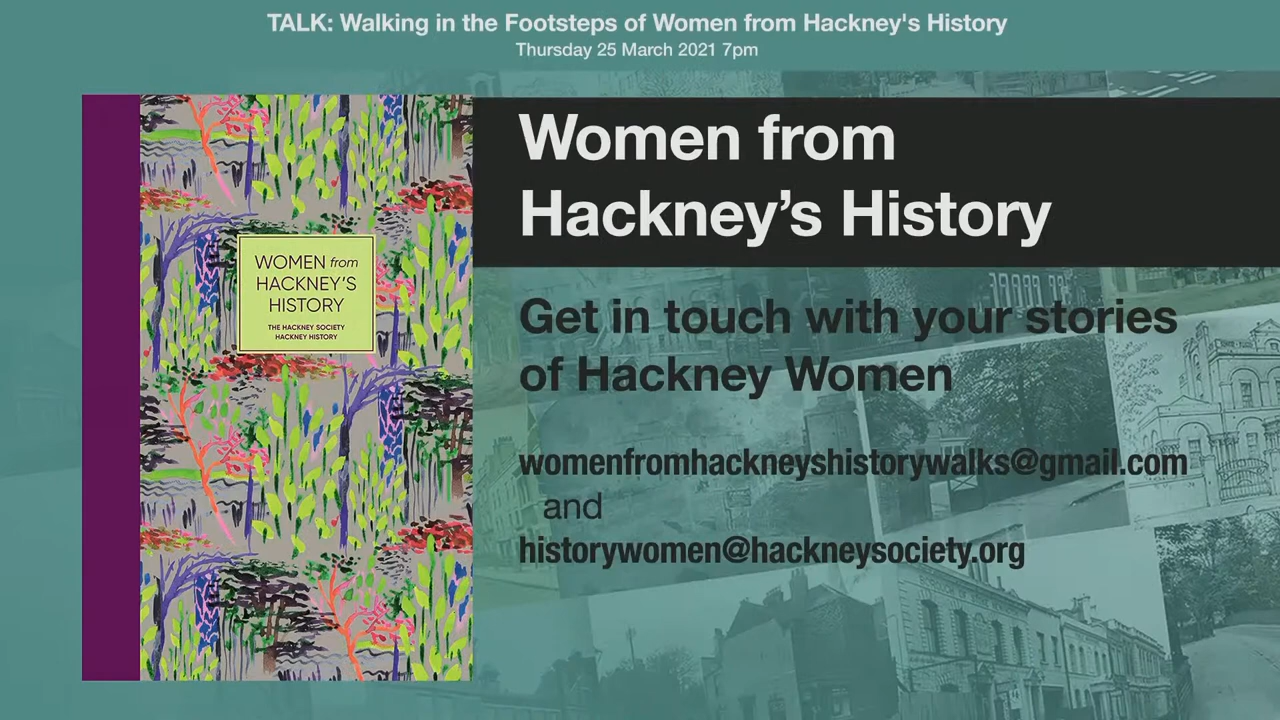 TALK: Walking in the Footsteps of Women from Hackney's History
Thursday 25 March 2021 7pm
WOMEN from
HACKNEY'S
HISTORY
THE HACKNEY SOCIETY
HACKNEY HISTORY
Women from
Hackney’s History
Get in touch with your stories
of Hackney Women
womenfromhackneyshistorywalks@gmail.com
and
historywomen@hackneysociety.org